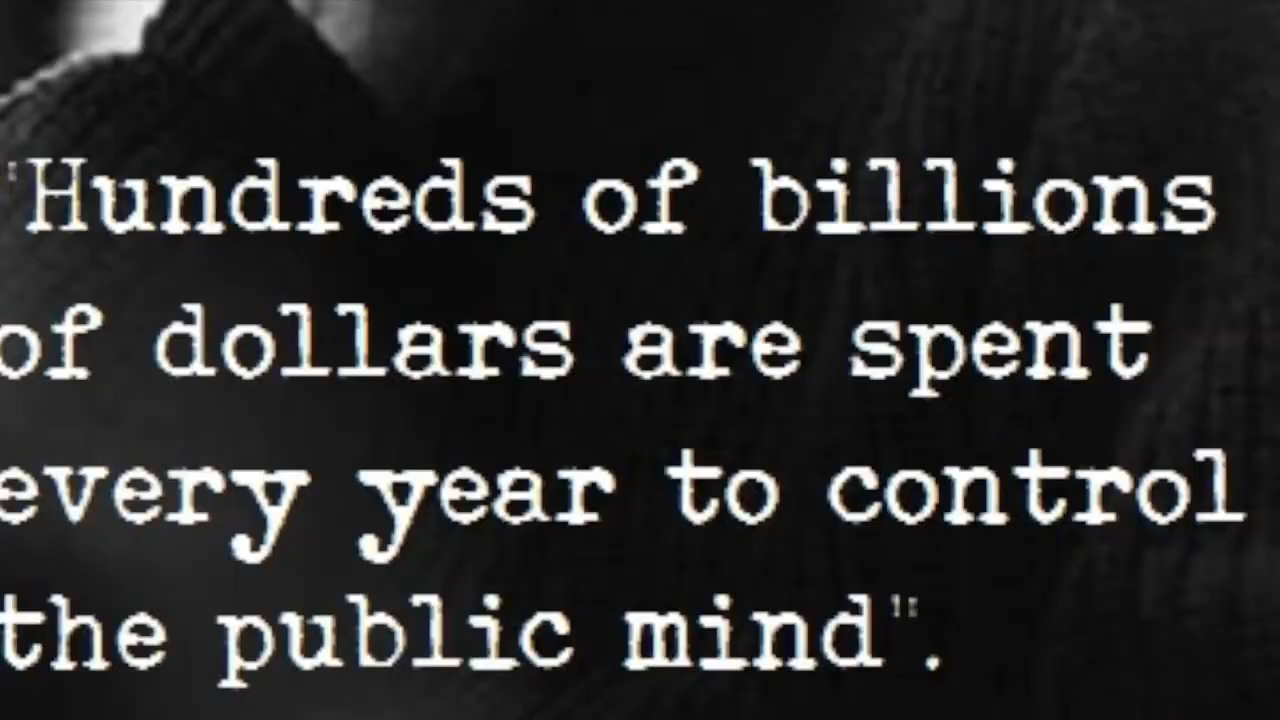 "Hundreds of billions
of dollars are spent
every year to control
the public mind".